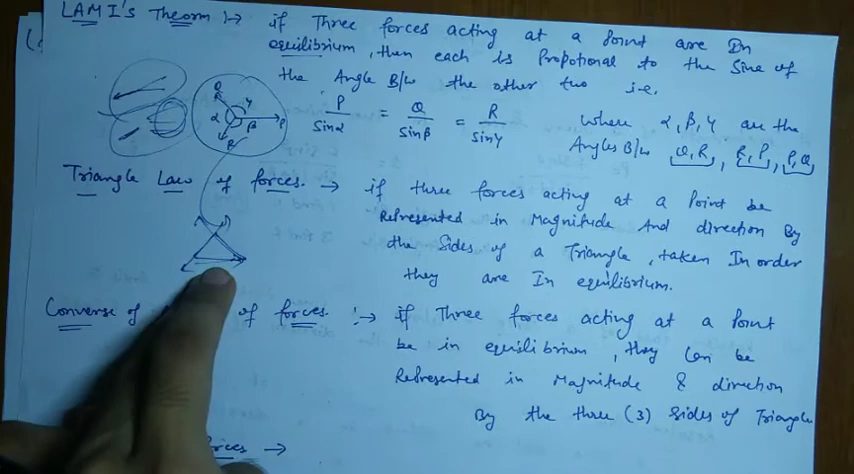 LAMI's Theorm :→ if Three forces acting at a point are In
equilibrium, then each is Propotional to the Sine of
the Angle B/w the other two i.e.
P/Sinα = Q/Sinβ = R/Sinγ
Where α, β, γ are the
Angles B/w Q,R, R,P, P,Q
Q
γ
α
P
β
R
Triangle Law of forces. → if three forces acting at a Point be
Represented in Magnitude And direction By
the Sides of a Triangle, taken In order
they are In equilibrium.
Converse of of forces. :→ if Three forces acting at a Point
be in equilibrium, they Can be
Represented in Majnitude & direction
By the three (3) Sides of Triangle
rces →